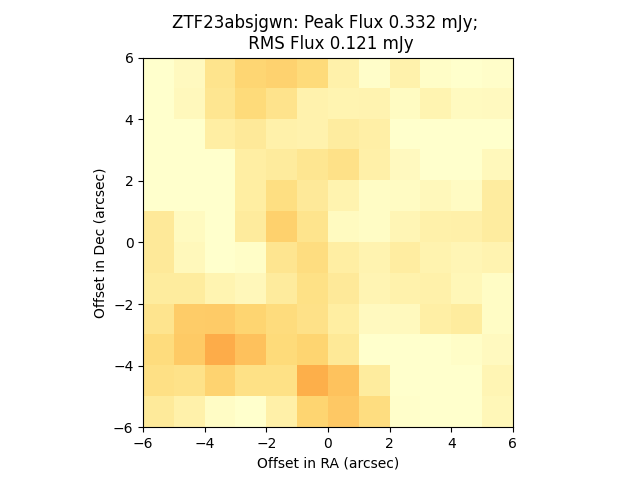 ZTF23absjgwn: Peak Flux 0.332 mJy;
RMS Flux 0.121 mJy
6
4
2
0
−2
−4
−6
Offset in Dec (arcsec)
−6 −4 −2 0 2 4 6
Offset in RA (arcsec)